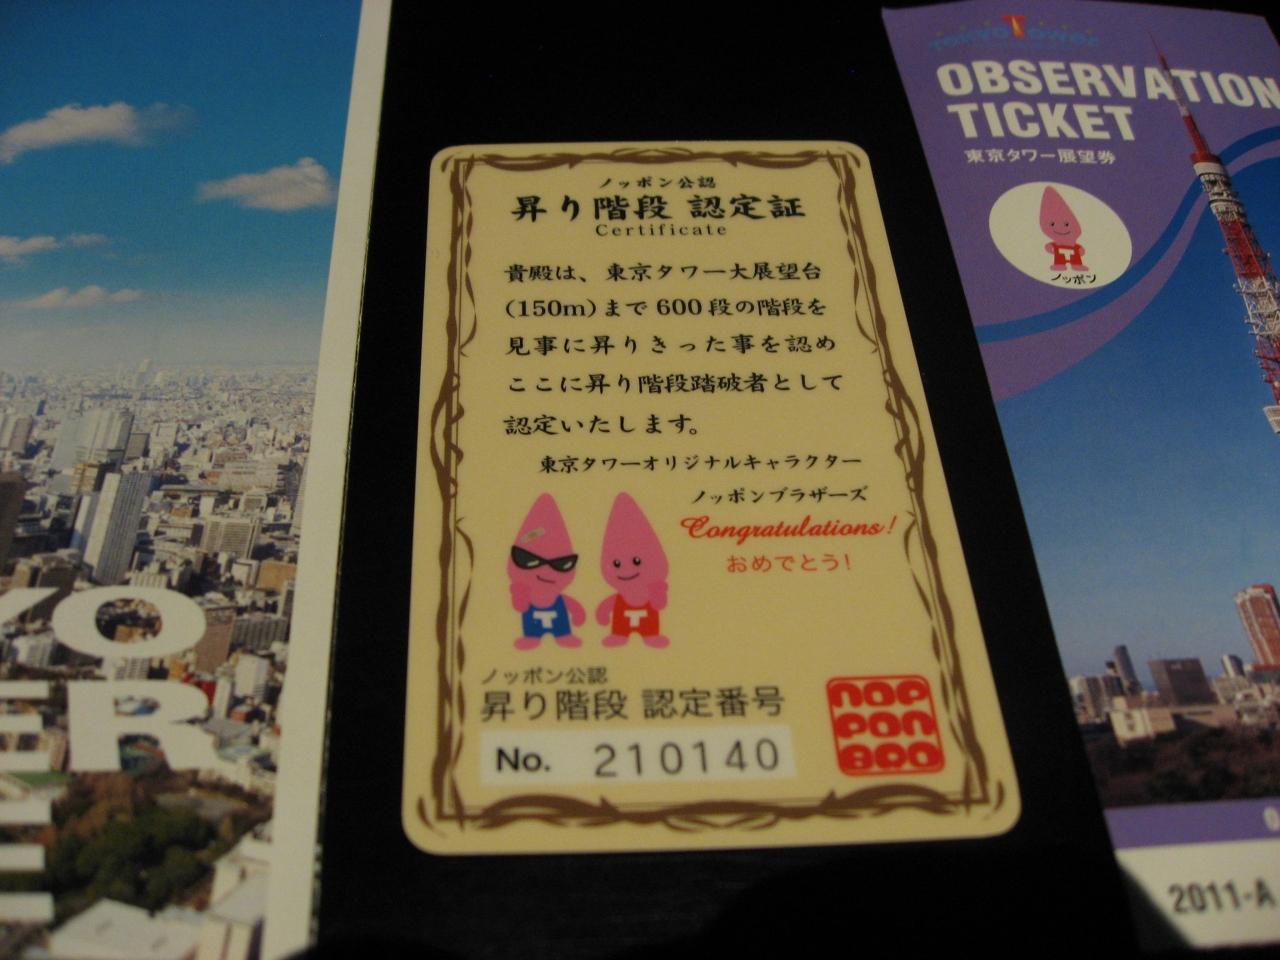 YO
ER
ノッポン公認
昇り階段 認定証
Certificate
貴殿は、東京タワー大展望台
(150m)まで600段の階段を
見事に昇りきった事を認め
ここに昇り階段踏破者として
認定いたします。
東京タワーオリジナルキャラクター
ノッポンブラザーズ
Congratulations!
おめでとう!
T
T
ノッポン公認
昇り階段 認定番号
No. 210140
NOP
PON
BRO
TOKYO TOWER
OBSERVATION
TICKET
東京タワー展望券
T
ノッポン
2011-A